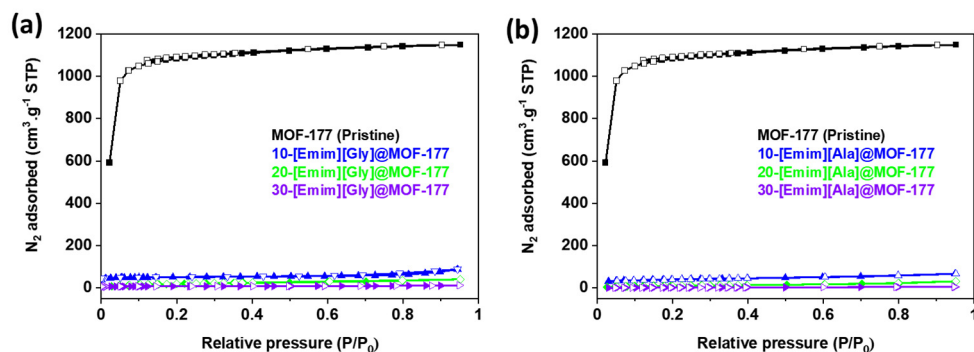 (a)
1200
1000
800
600
400
200
0
N₂ adsorbed (cm³.g⁻¹ STP)
MOF-177 (Pristine)
10-[Emim][Gly]@MOF-177
20-[Emim][Gly]@MOF-177
30-[Emim][Gly]@MOF-177
0 0.2 0.4 0.6 0.8 1
Relative pressure (P/P₀)
(b)
1200
1000
800
600
400
200
0
N₂ adsorbed (cm³.g⁻¹ STP)
MOF-177 (Pristine)
10-[Emim][Ala]@MOF-177
20-[Emim][Ala]@MOF-177
30-[Emim][Ala]@MOF-177
0 0.2 0.4 0.6 0.8 1
Relative pressure (P/P₀)